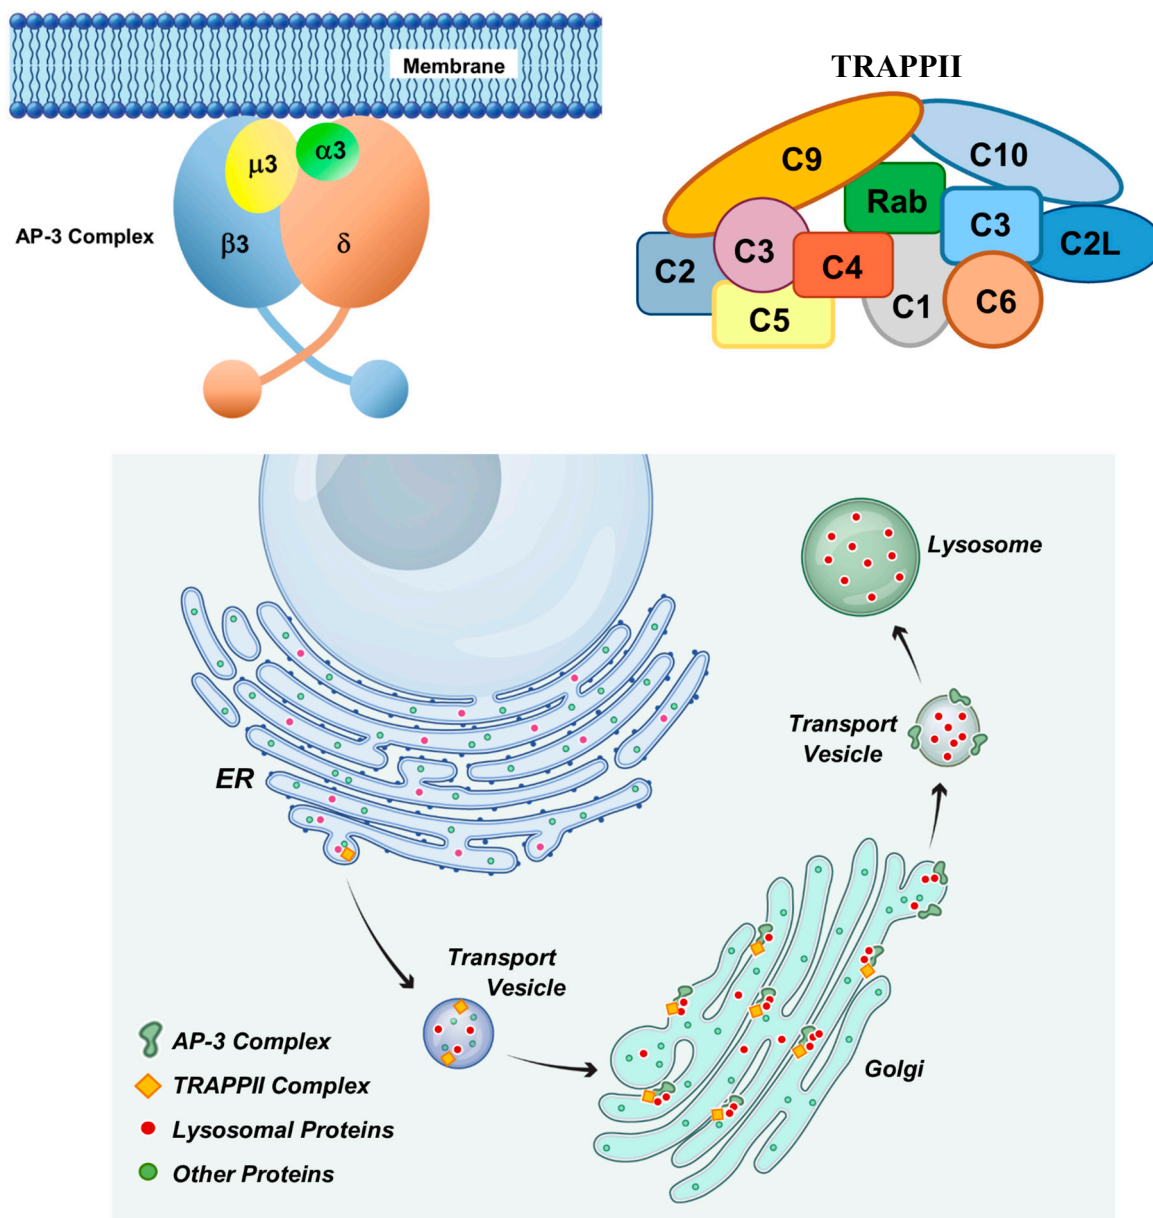 Membrane
μ3
α3
AP-3 Complex
β3
δ
TRAPPII
C9
C10
Rab
C3
C3
C2L
C2
C4
C5
C1
C6
Lysosome
Transport
Vesicle
ER
Transport
Vesicle
Golgi
AP-3 Complex
TRAPPII Complex
Lysosomal Proteins
Other Proteins